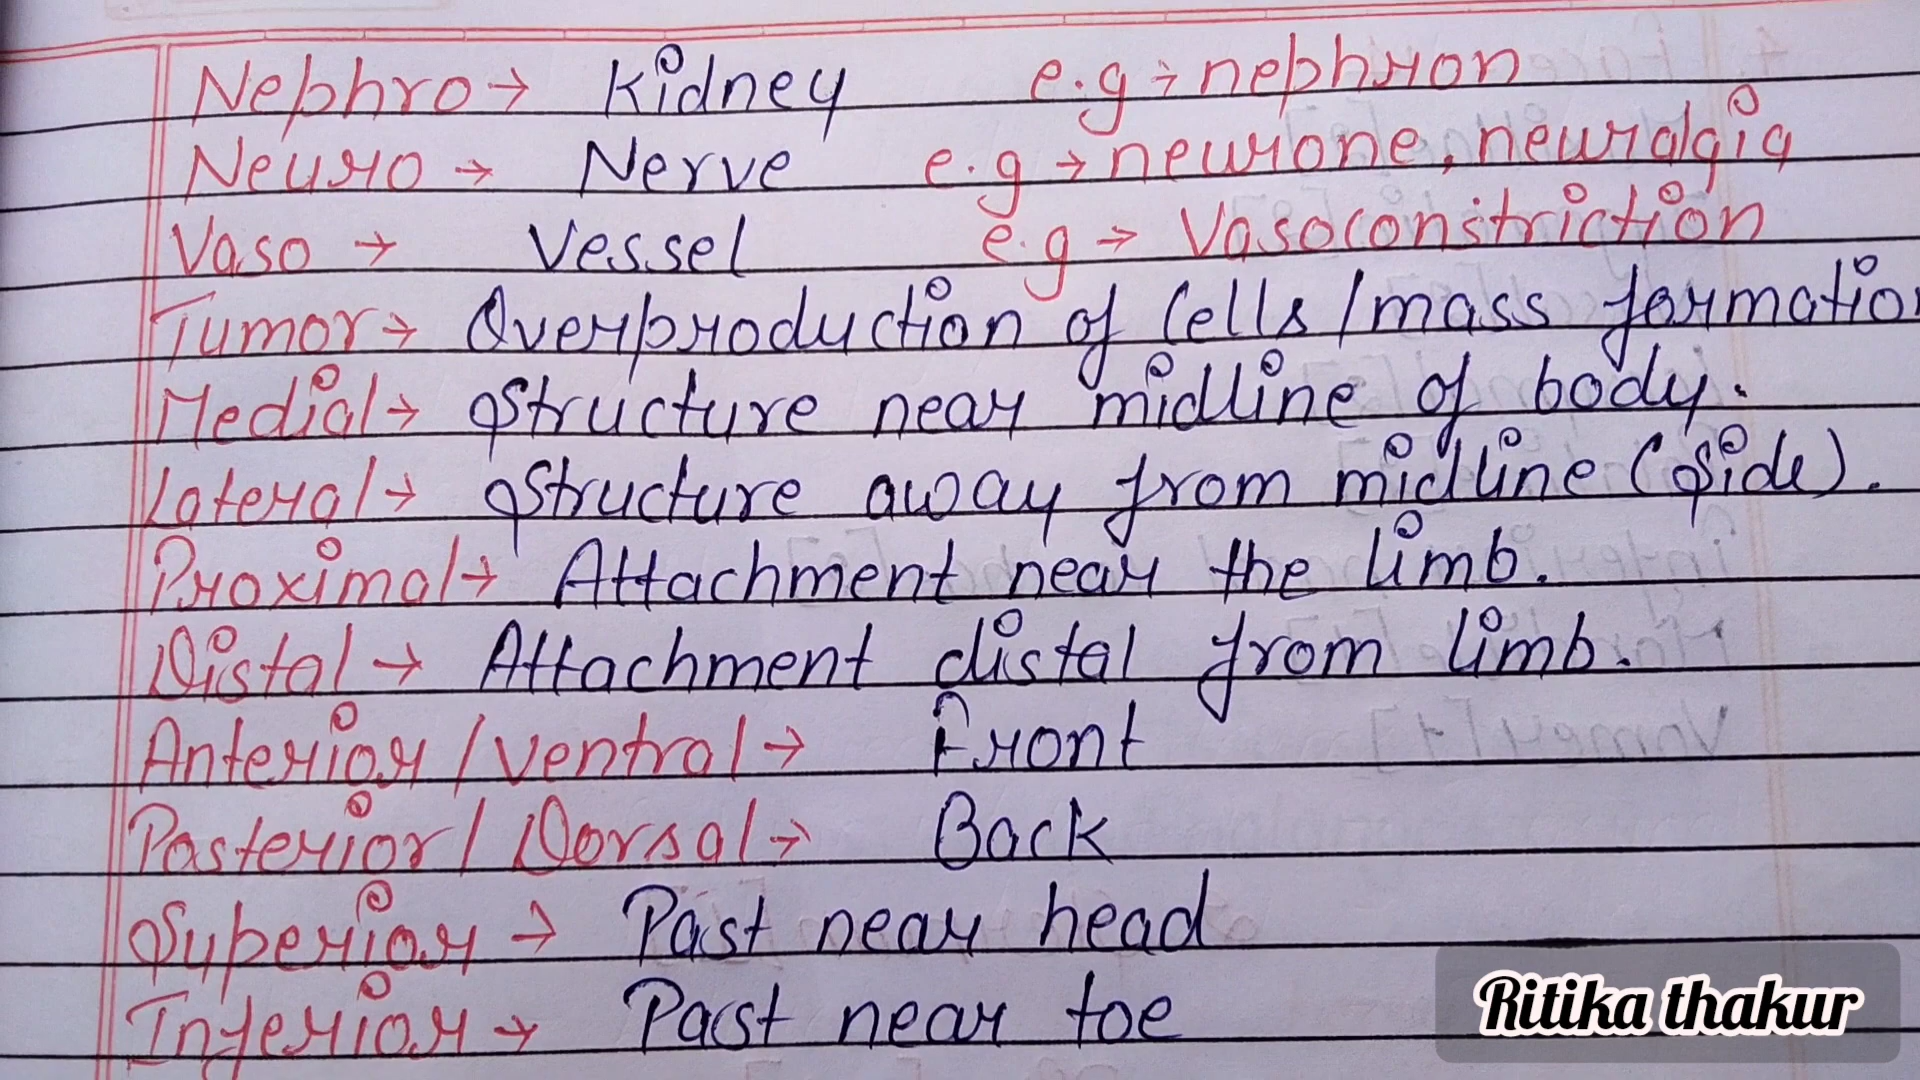 Nephro → Kidney e.g → nephron
Neuro → Nerve e.g → neurone, neuralgia
Vaso → Vessel e.g → Vasoconstriction
Tumor → Overproduction of Cells / mass formation
Medial → Structure near midline of body.
Lateral → Structure away from midline (side).
Proximal → Attachment near the limb.
Distal → Attachment distal from limb.
Anterior / Ventral → Front
Posterior / Dorsal → Back
Superior → Part near head
Inferior → Part near toe
Ritika thakur